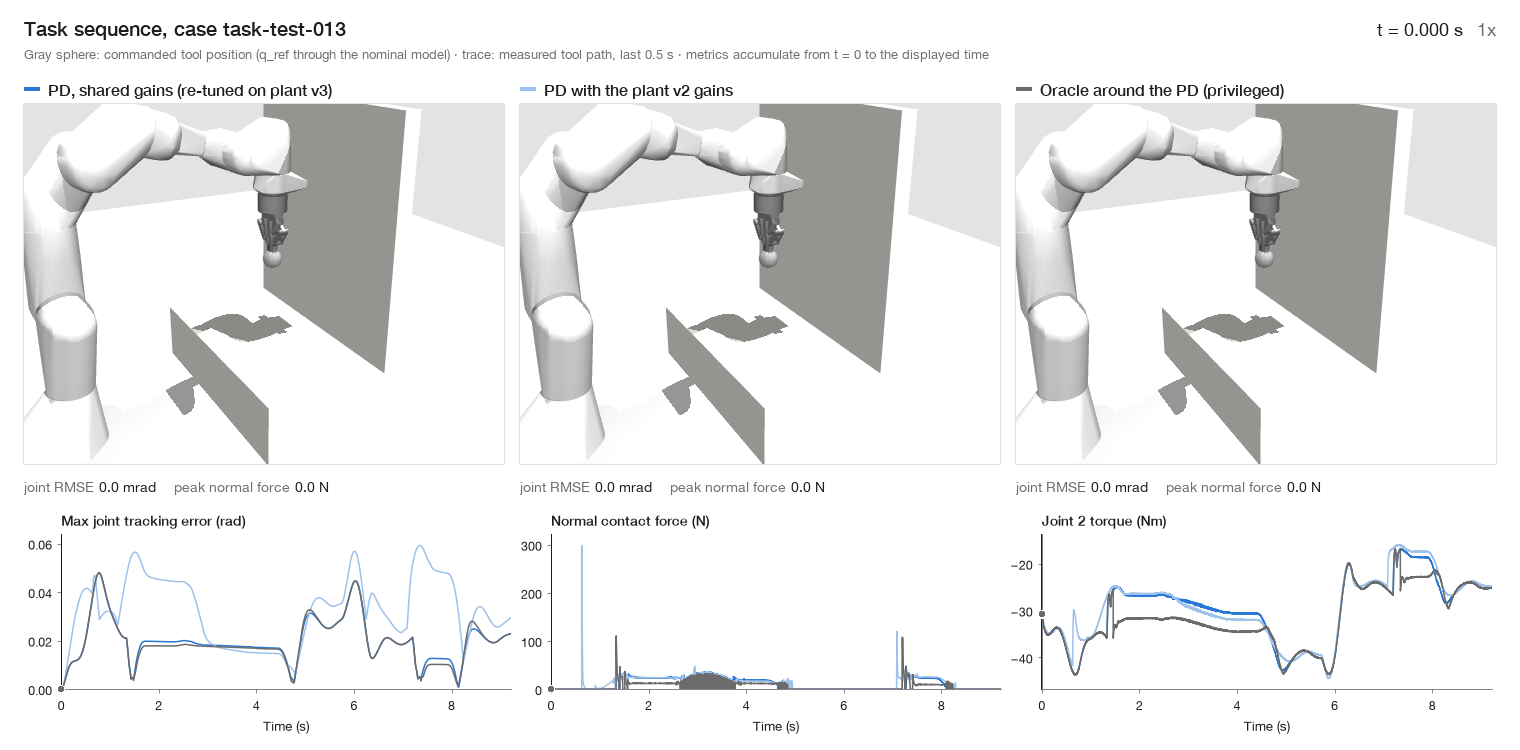 Task sequence, case task-test-013
t = 0.000 s 1x
Gray sphere: commanded tool position (q_ref through the nominal model) · trace: measured tool path, last 0.5 s · metrics accumulate from t = 0 to the displayed time
PD, shared gains (re-tuned on plant v3)
PD with the plant v2 gains
Oracle around the PD (privileged)
joint RMSE 0.0 mrad peak normal force 0.0 N
joint RMSE 0.0 mrad peak normal force 0.0 N
joint RMSE 0.0 mrad peak normal force 0.0 N
Max joint tracking error (rad)
0.06
0.04
0.02
0.00
0 2 4 6 8
Time (s)
Normal contact force (N)
300
200
100
0
0 2 4 6 8
Time (s)
Joint 2 torque (Nm)
−20
−30
−40
0 2 4 6 8
Time (s)